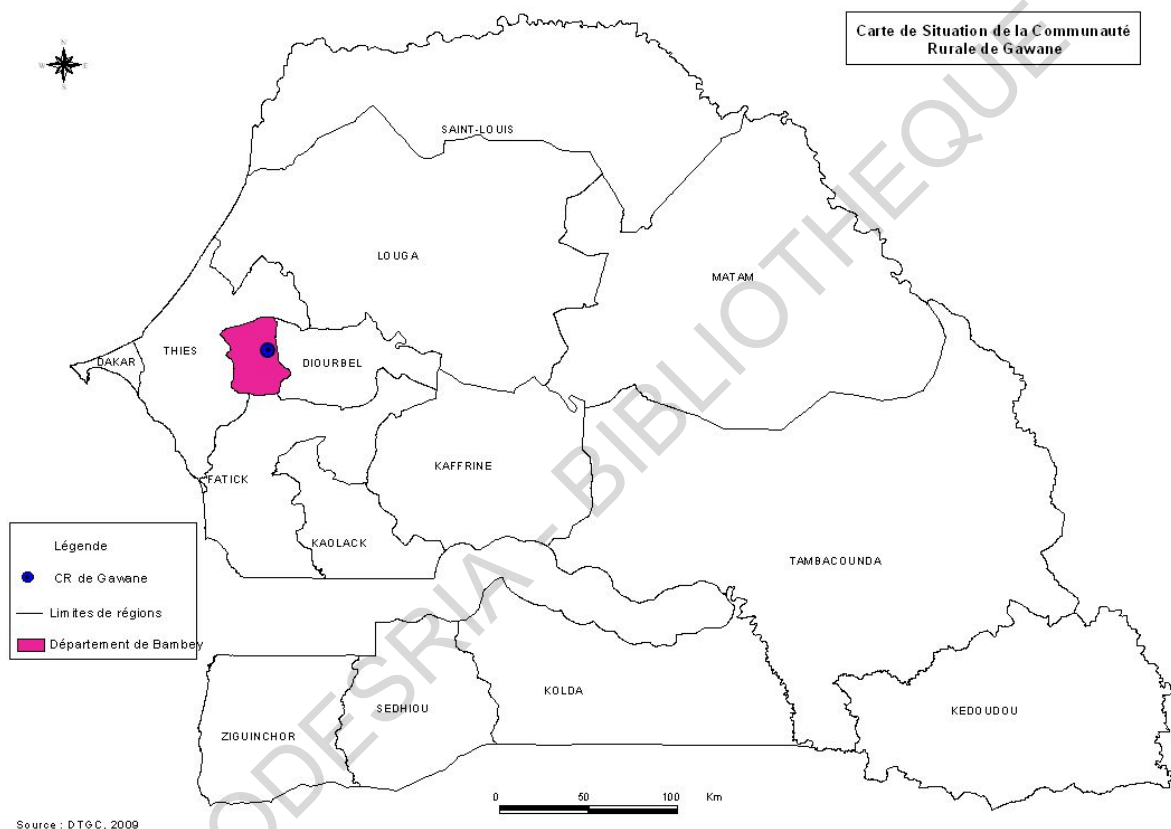 Carte de Situation de la Communauté
Rurale de Gawane
N
W E
S
SAINT-LOUIS
LOUGA
MATAM
THIES
DAKAR
DIOURBEL
FATICK
KAFFRINE
KAOLACK
TAMBACOUNDA
Légende
CR de Gawane
Limites de régions
Département de Bambey
KOLDA
SEDHIOU
KEDOUDOU
ZIGUINCHOR
0 50 100 Km
Source : DTGC, 2009
ODESRIA - BIBLIOTHEQUE